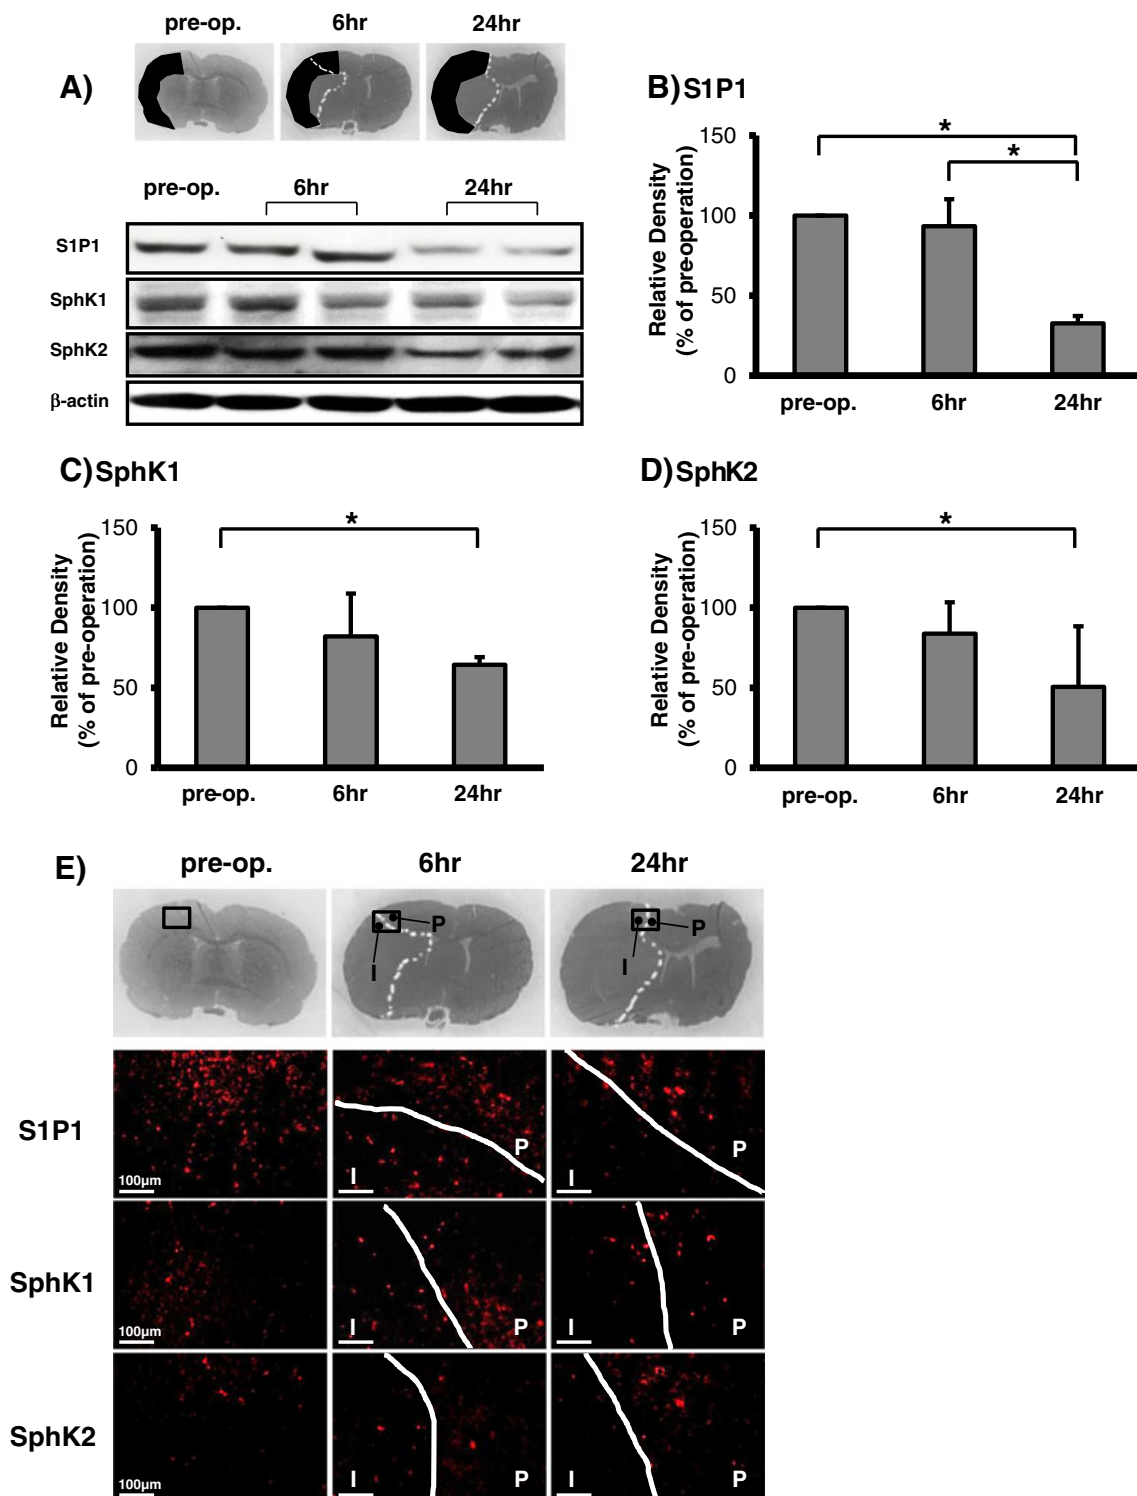 A)
pre-op. 6hr 24hr
pre-op. 6hr 24hr
S1P1
SphK1
SphK2
β-actin
B) S1P1
Relative Density
(% of pre-operation)
150
100
50
0
* *
pre-op. 6hr 24hr
C) SphK1
Relative Density
(% of pre-operation)
150
100
50
0
*
pre-op. 6hr 24hr
D) SphK2
Relative Density
(% of pre-operation)
150
100
50
0
*
pre-op. 6hr 24hr
E)
pre-op. 6hr 24hr
P I P I
S1P1
100μm I P I P
SphK1
100μm I P I P
SphK2
100μm I P I P